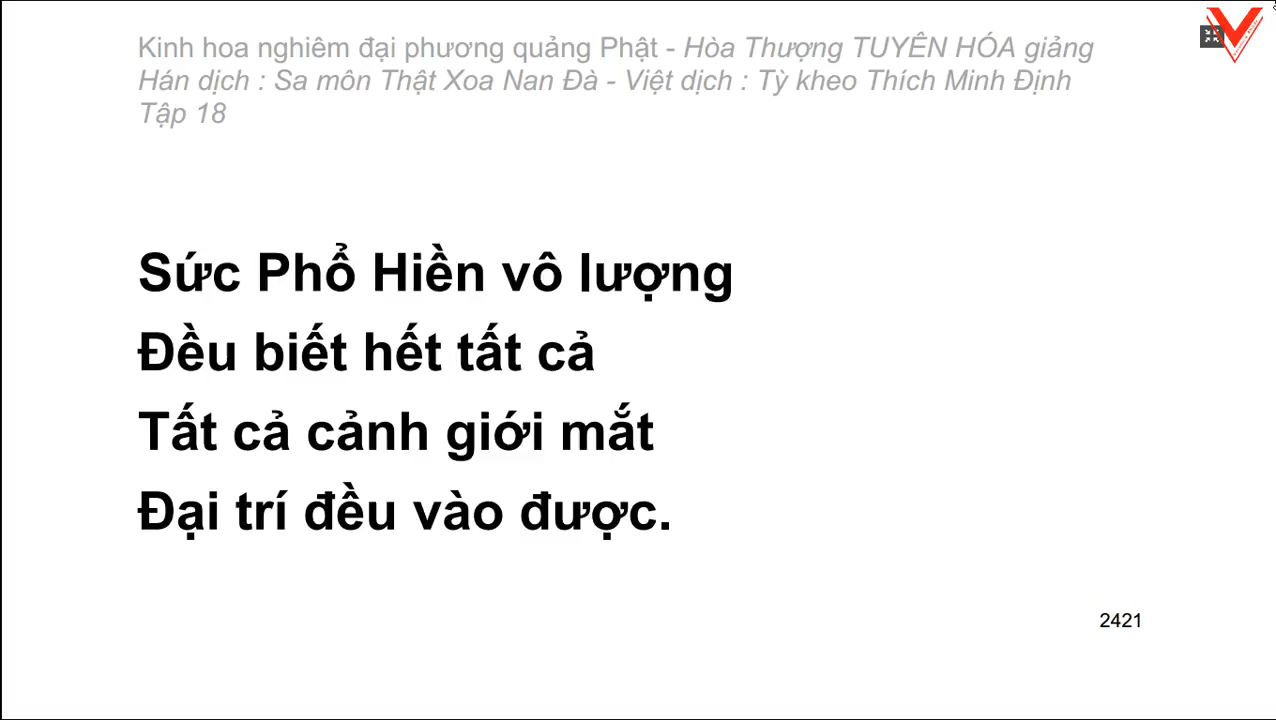 Kinh hoa nghiêm đại phương quảng Phật - Hòa Thượng TUYÊN HÓA giảng
Hán dịch : Sa môn Thật Xoa Nan Đà - Việt dịch : Tỳ kheo Thích Minh Định
Tập 18
Sức Phổ Hiền vô lượng
Đều biết hết tất cả
Tất cả cảnh giới mắt
Đại trí đều vào được.
2421